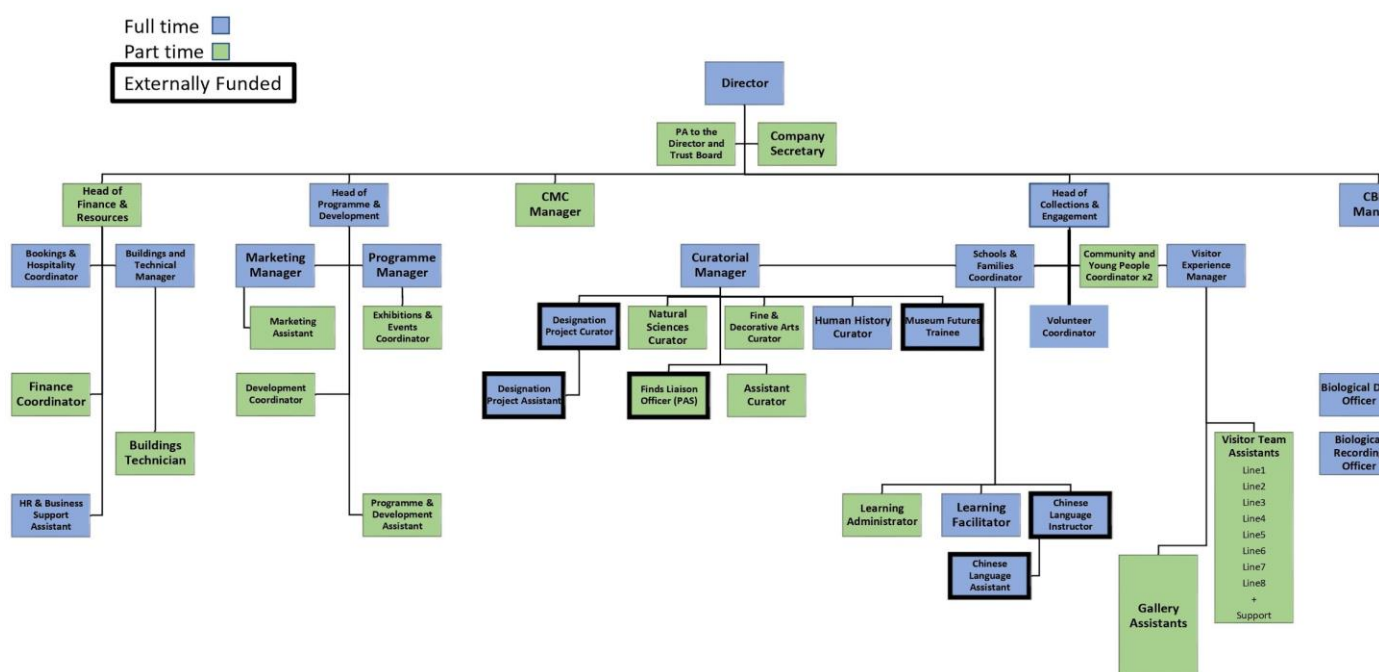 Full time
Part time
Externally Funded
Director
PA to the
Director and
Trust Board
Company
Secretary
Head of
Finance &
Resources
Head of
Programme &
Development
CMC
Manager
Head of
Collections &
Engagement
Bookings &
Hospitality
Coordinator
Buildings and
Technical
Manager
Marketing
Manager
Programme
Manager
Curatorial
Manager
Schools &
Families
Coordinator
Community and
Young People
Coordinator x2
Visitor
Experience
Manager
Marketing
Assistant
Exhibitions &
Events
Coordinator
Designation
Project Curator
Natural
Sciences
Curator
Fine &
Decorative Arts
Curator
Human History
Curator
Museum Futures
Trainee
Volunteer
Coordinator
Finance
Coordinator
Development
Coordinator
Designation
Project Assistant
Finds Liaison
Officer (PAS)
Assistant
Curator
Biological
Officer
Buildings
Technician
Visitor Team
Assistants
Line1
Line2
Line3
Line4
Line5
Line6
Line7
Line8
+
Support
Biological
Recording
Officer
HR & Business
Support
Assistant
Programme &
Development
Assistant
Learning
Administrator
Learning
Facilitator
Chinese
Language
Instructor
Chinese
Language
Assistant
Gallery
Assistants